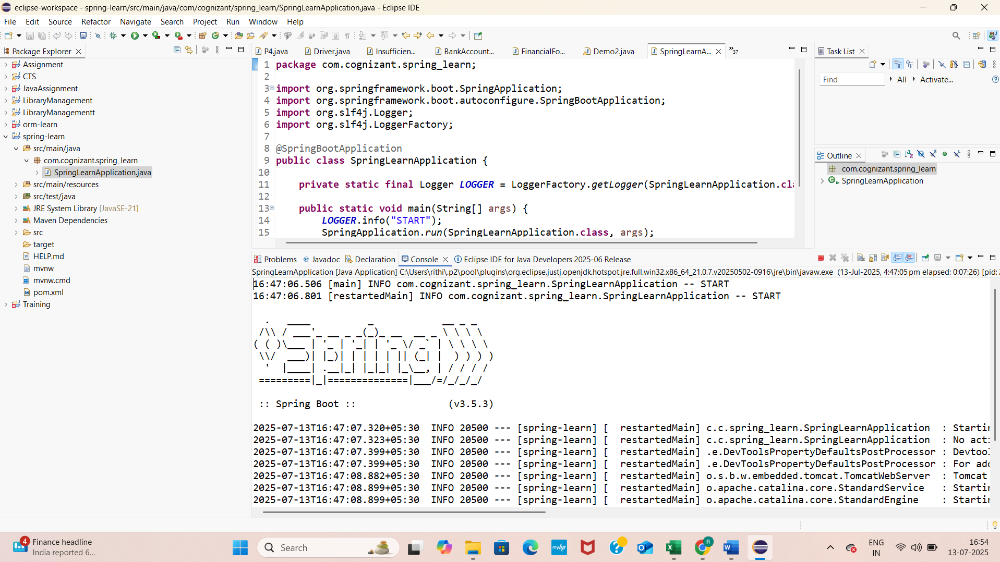 eclipse-workspace - spring-learn/src/main/java/com/cognizant/spring_learn/SpringLearnApplication.java - Eclipse IDE
File Edit Source Refactor Navigate Search Project Run Window Help
Package Explorer
Assignment
CTS
JavaAssignment
LibraryManagement
LibraryManagementt
orm-learn
spring-learn
src/main/java
com.cognizant.spring_learn
SpringLearnApplication.java
src/main/resources
src/test/java
JRE System Library [JavaSE-21]
Maven Dependencies
src
target
HELP.md
mvnw
mvnw.cmd
pom.xml
Training
P4.java Driver.java Insufficien... BankAccount... FinancialFo... Demo2.java SpringLearnA... »37
1 package com.cognizant.spring_learn;
2
3 import org.springframework.boot.SpringApplication;
4 import org.springframework.boot.autoconfigure.SpringBootApplication;
5 import org.slf4j.Logger;
6 import org.slf4j.LoggerFactory;
7
8 @SpringBootApplication
9 public class SpringLearnApplication {
10
11 private static final Logger LOGGER = LoggerFactory.getLogger(SpringLearnApplication.cl
12
13 public static void main(String[] args) {
14 LOGGER.info("START");
15 SpringApplication.run(SpringLearnApplication.class, args);
Task List
Find All Activate...
Outline
com.cognizant.spring_learn
SpringLearnApplication
Problems @ Javadoc Declaration Console Eclipse IDE for Java Developers 2025-06 Release
SpringLearnApplication [Java Application] C:\Users\rithi\.p2\pool\plugins\org.eclipse.justj.openjdk.hotspot.jre.full.win32.x86_64_21.0.7.v20250502-0916\jre\bin\javaw.exe (13-Jul-2025, 4:47:05 pm elapsed: 0:07:26) [pid: 2
16:47:06.506 [main] INFO com.cognizant.spring_learn.SpringLearnApplication -- START
16:47:06.801 [restartedMain] INFO com.cognizant.spring_learn.SpringLearnApplication -- START
Spring
:: Spring Boot :: (v3.5.3)
2025-07-13T16:47:07.320+05:30 INFO 20500 --- [spring-learn] [ restartedMain] c.c.spring_learn.SpringLearnApplication : Startin
2025-07-13T16:47:07.323+05:30 INFO 20500 --- [spring-learn] [ restartedMain] c.c.spring_learn.SpringLearnApplication : No acti
2025-07-13T16:47:07.399+05:30 INFO 20500 --- [spring-learn] [ restartedMain] .e.DevToolsPropertyDefaultsPostProcessor : Devtool
2025-07-13T16:47:07.399+05:30 INFO 20500 --- [spring-learn] [ restartedMain] .e.DevToolsPropertyDefaultsPostProcessor : For add
2025-07-13T16:47:08.882+05:30 INFO 20500 --- [spring-learn] [ restartedMain] o.s.b.w.embedded.tomcat.TomcatWebServer : Tomcat
2025-07-13T16:47:08.899+05:30 INFO 20500 --- [spring-learn] [ restartedMain] o.apache.catalina.core.StandardService : Startin
2025-07-13T16:47:08.899+05:30 INFO 20500 --- [spring-learn] [ restartedMain] o.apache.catalina.core.StandardEngine : Startin
4
Finance headline
India reported 6...
Search
myhp
R
ENG
IN
16:54
13-07-2025